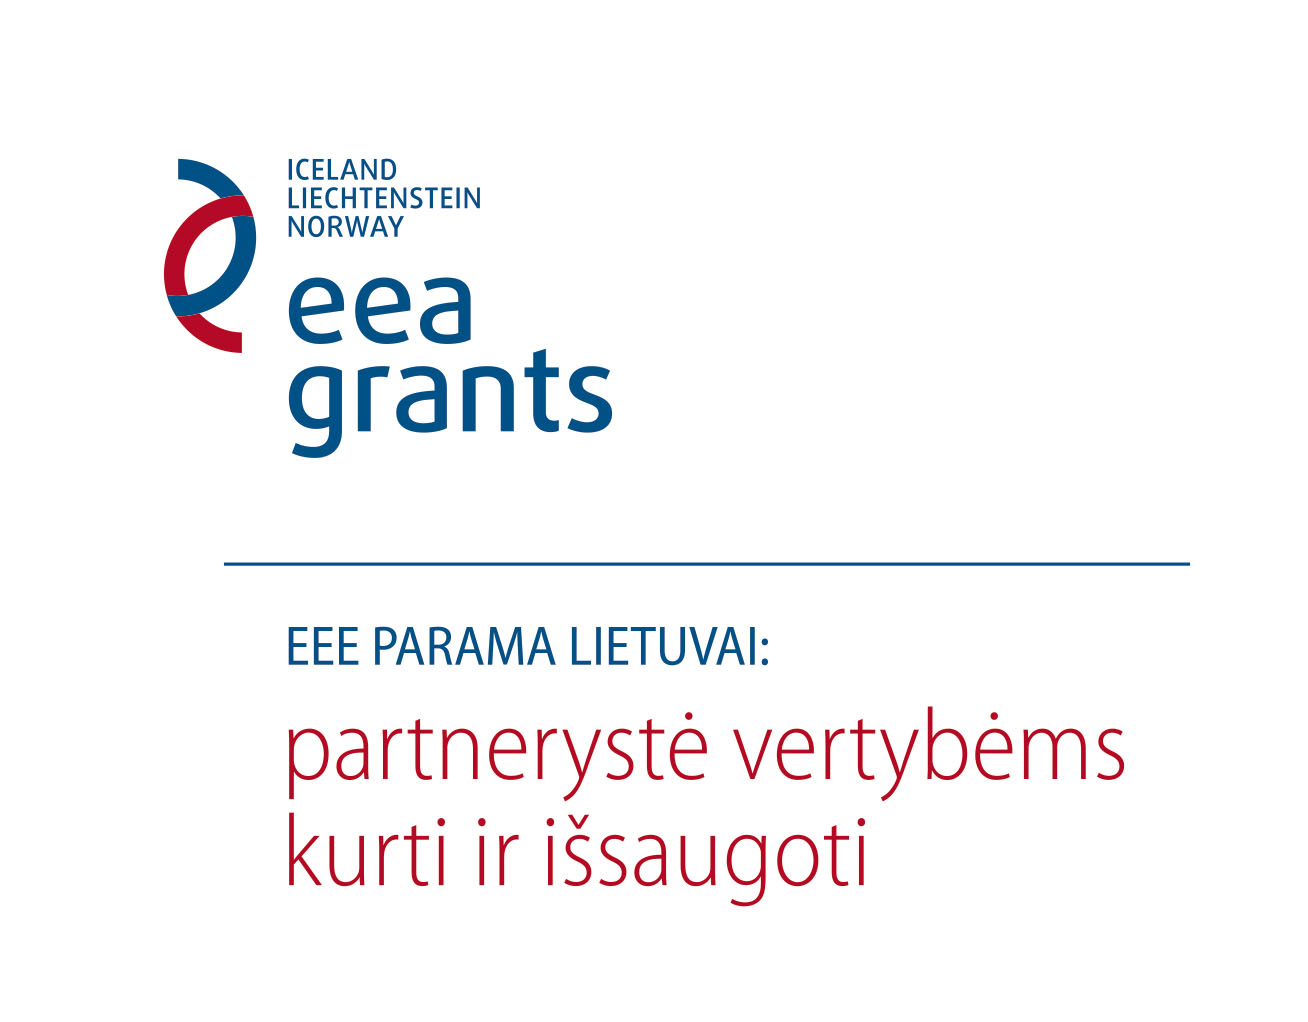 ICELAND
LIECHTENSTEIN
NORWAY
eea
grants
EEE PARAMA LIETUVAI:
partnerystė vertybėms
kurti ir išsaugoti